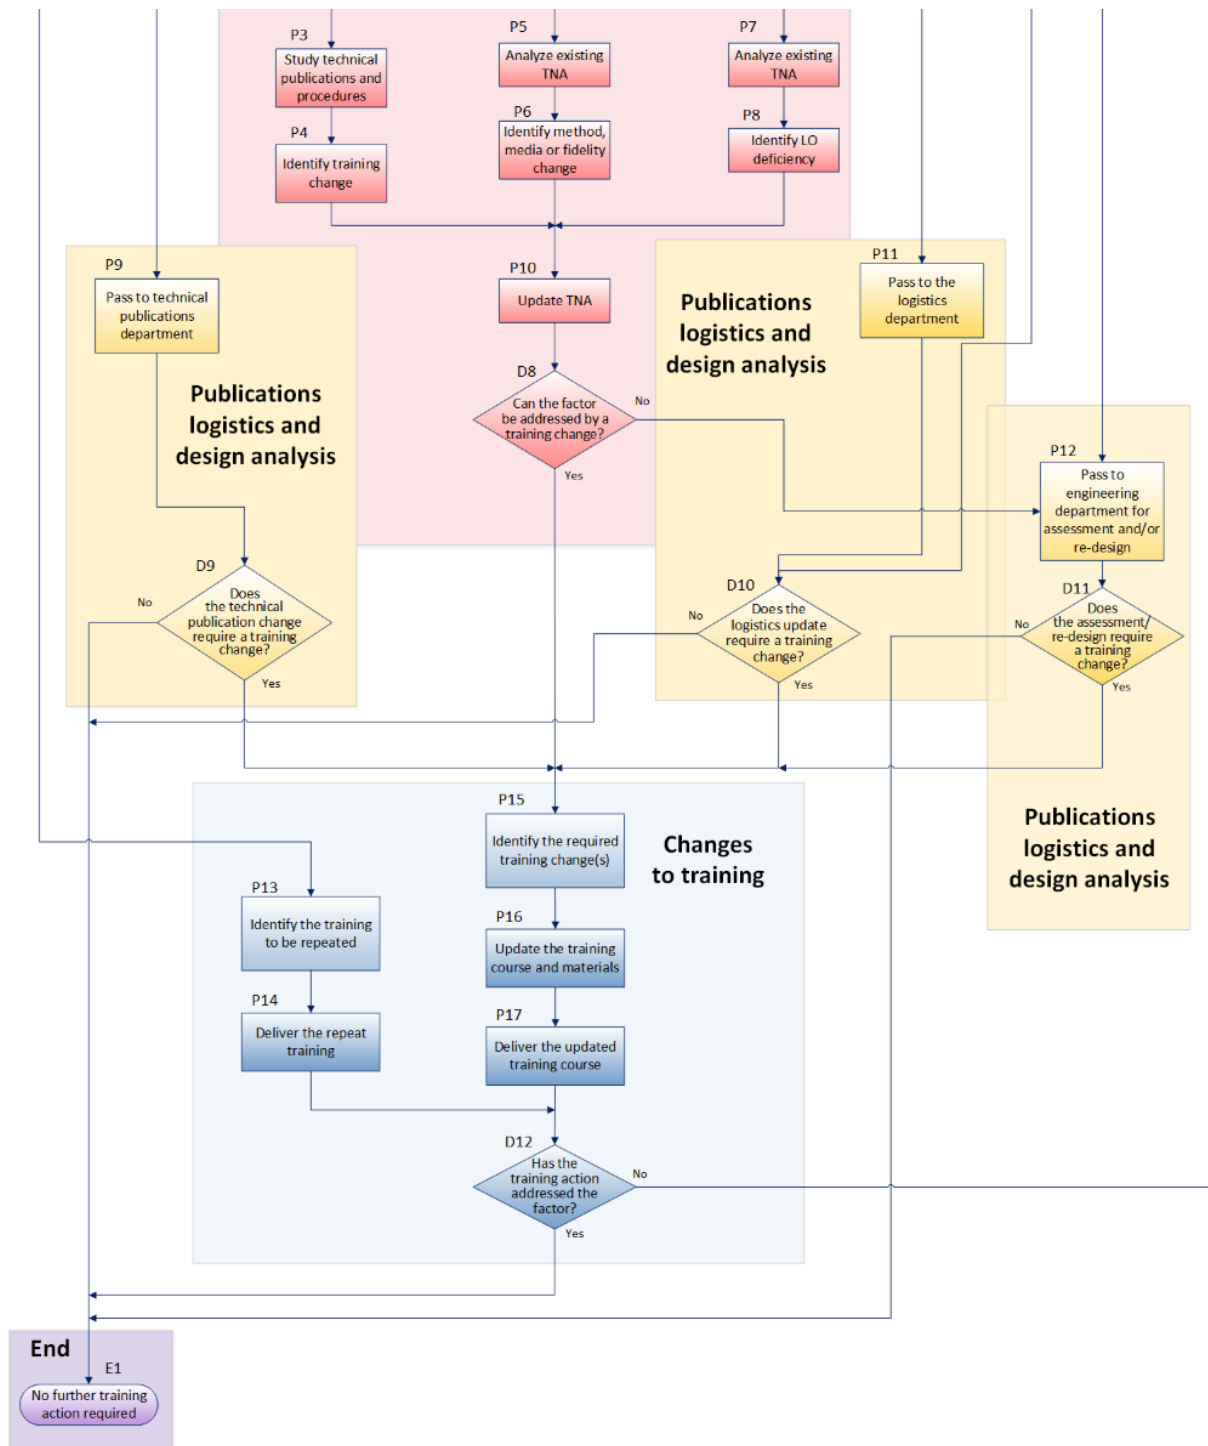 P3
Study technical
publications and
procedures
P4
Identify training
change
P5
Analyze existing
TNA
P6
Identify method,
media or fidelity
change
P7
Analyze existing
TNA
P8
Identify LO
deficiency
P9
Pass to technical
publications
department
Publications
logistics and
design analysis
P10
Update TNA
D8
Can the factor
be addressed by a
training change?
No
Yes
Publications
logistics and
design analysis
P11
Pass to the
logistics
department
P12
Pass to
engineering
department for
assessment and/or
re-design
D9
Does
the technical
publication change
require a training
change?
No
Yes
D10
Does the
logistics update
require a training
change?
No
Yes
D11
Does
the assessment/
re-design require
a training
change?
No
Yes
Publications
logistics and
design analysis
Changes
to training
P15
Identify the required
training change(s)
P13
Identify the training
to be repeated
P16
Update the training
course and materials
P14
Deliver the repeat
training
P17
Deliver the updated
training course
D12
Has the
training action
addressed the
factor?
No
Yes
End
E1
No further training
action required